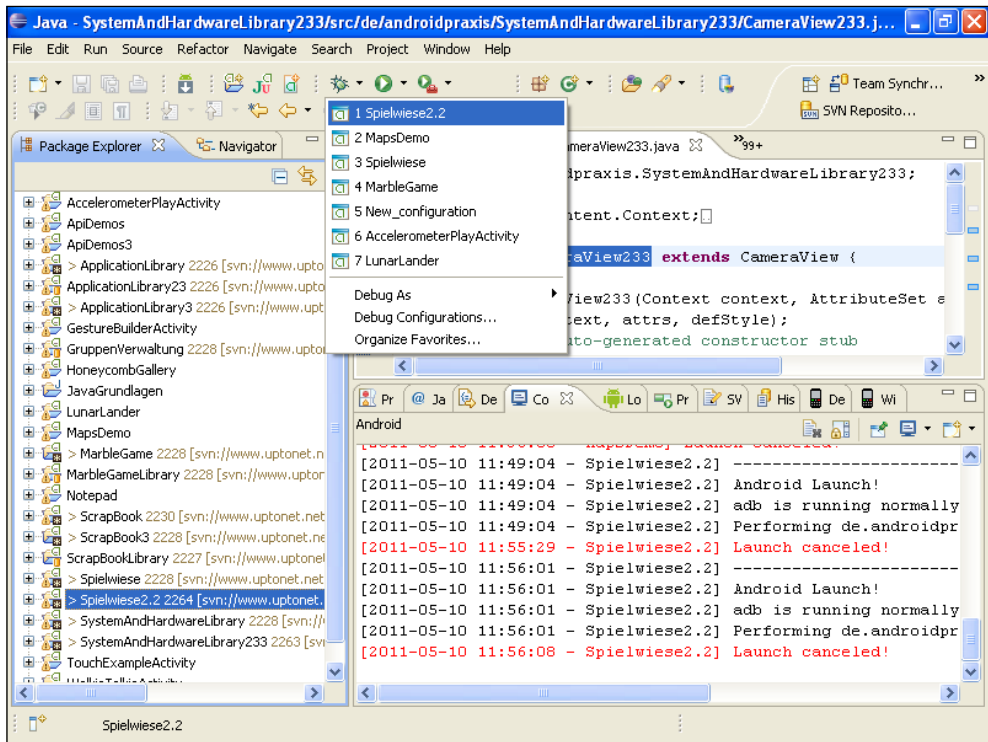 Java - SystemAndHardwareLibrary233/src/de/androidpraxis/SystemAndHardwareLibrary233/CameraView233.j...
File Edit Run Source Refactor Navigate Search Project Window Help
Team Synchr...
SVN Reposito...
Package Explorer
Navigator
AccelerometerPlayActivity
ApiDemos
ApiDemos3
> ApplicationLibrary 2226 [svn://www.upto
ApplicationLibrary23 2226 [svn://www.upto
> ApplicationLibrary3 2226 [svn://www.upt
GestureBuilderActivity
GruppenVerwaltung 2228 [svn://www.upto
HoneycombGallery
JavaGrundlagen
LunarLander
MapsDemo
> MarbleGame 2228 [svn://www.uptonet.n
MarbleGameLibrary 2228 [svn://www.upton
Notepad
> ScrapBook 2230 [svn://www.uptonet.net
> ScrapBook3 2228 [svn://www.uptonet.ne
ScrapBookLibrary 2227 [svn://www.uptonel
> Spielwiese 2228 [svn://www.uptonet.net
> Spielwiese2.2 2264 [svn://www.uptonet.
> SystemAndHardwareLibrary 2228 [svn://
> SystemAndHardwareLibrary233 2263 [sv
TouchExampleActivity
1 Spielwiese2.2
2 MapsDemo
3 Spielwiese
4 MarbleGame
5 New_configuration
6 AccelerometerPlayActivity
7 LunarLander
Debug As
Debug Configurations...
Organize Favorites...
meraView233.java
99+
dpraxis.SystemAndHardwareLibrary233;
ntent.Context;
raView233 extends CameraView {
View233(Context context, AttributeSet a
text, attrs, defStyle);
uto-generated constructor stub
Pr @ Ja De Co Lo Pr SV His De Wi
Android
[2011-05-10 11:49:04 - Spielwiese2.2] ------------------------
[2011-05-10 11:49:04 - Spielwiese2.2] Android Launch!
[2011-05-10 11:49:04 - Spielwiese2.2] adb is running normally
[2011-05-10 11:49:04 - Spielwiese2.2] Performing de.androidpr
[2011-05-10 11:55:29 - Spielwiese2.2] Launch canceled!
[2011-05-10 11:56:01 - Spielwiese2.2] ------------------------
[2011-05-10 11:56:01 - Spielwiese2.2] Android Launch!
[2011-05-10 11:56:01 - Spielwiese2.2] adb is running normally
[2011-05-10 11:56:01 - Spielwiese2.2] Performing de.androidpr
[2011-05-10 11:56:08 - Spielwiese2.2] Launch canceled!
Spielwiese2.2